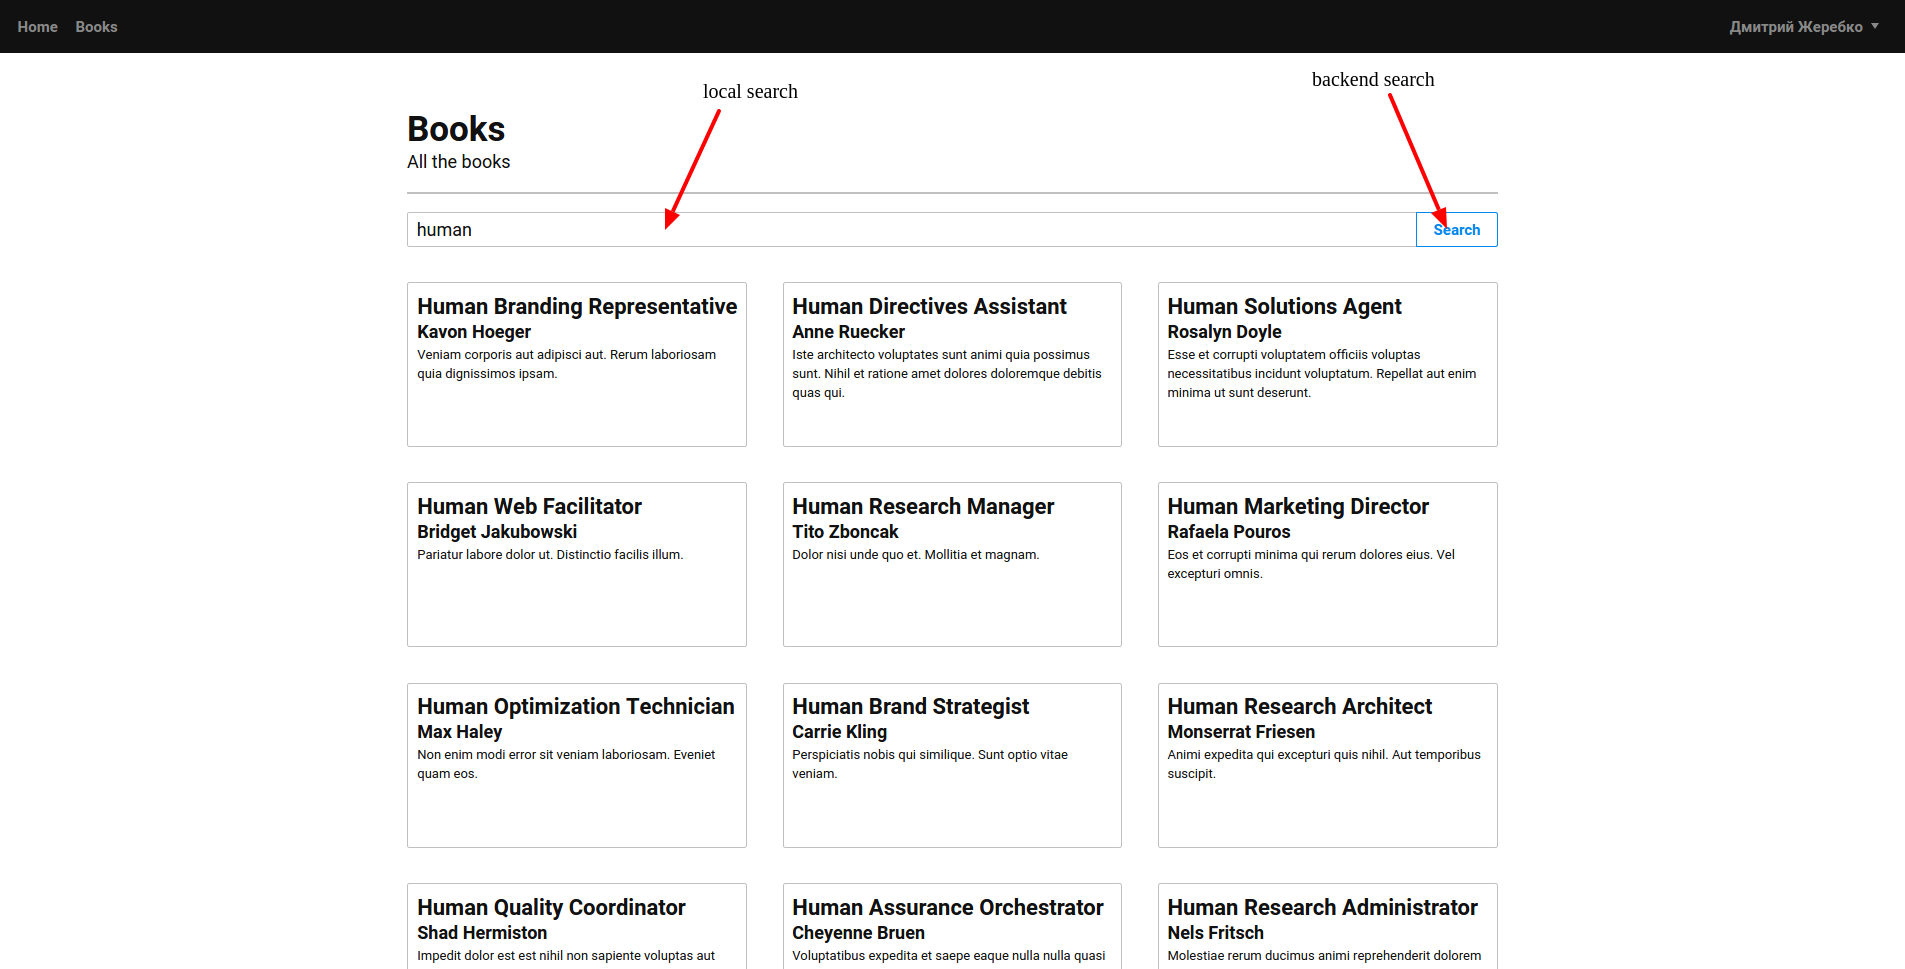 Home Books Дмитрий Жеребко
local search
backend search
Books
All the books
human
Search
Human Branding Representative
Kavon Hoeger
Veniam corporis aut adipisci aut. Rerum laboriosam
quia dignissimos ipsam.
Human Directives Assistant
Anne Ruecker
Iste architecto voluptates sunt animi quia possimus
sunt. Nihil et ratione amet dolores doloremque debitis
quas qui.
Human Solutions Agent
Rosalyn Doyle
Esse et corrupti voluptatem officiis voluptas
necessitatibus incidunt voluptatum. Repellat aut enim
minima ut sunt deserunt.
Human Web Facilitator
Bridget Jakubowski
Pariatur labore dolor ut. Distinctio facilis illum.
Human Research Manager
Tito Zboncak
Dolor nisi unde quo et. Mollitia et magnam.
Human Marketing Director
Rafaela Pouros
Eos et corrupti minima qui rerum dolores eius. Vel
excepturi omnis.
Human Optimization Technician
Max Haley
Non enim modi error sit veniam laboriosam. Eveniet
quam eos.
Human Brand Strategist
Carrie Kling
Perspiciatis nobis qui similique. Sunt optio vitae
veniam.
Human Research Architect
Monserrat Friesen
Animi expedita qui excepturi quis nihil. Aut temporibus
suscipit.
Human Quality Coordinator
Shad Hermiston
Impedit dolor est est nihil non sapiente voluptas aut
Human Assurance Orchestrator
Cheyenne Bruen
Voluptatibus expedita et saepe eaque nulla nulla quasi
Human Research Administrator
Nels Fritsch
Molestiae rerum ducimus animi reprehenderit dolorem